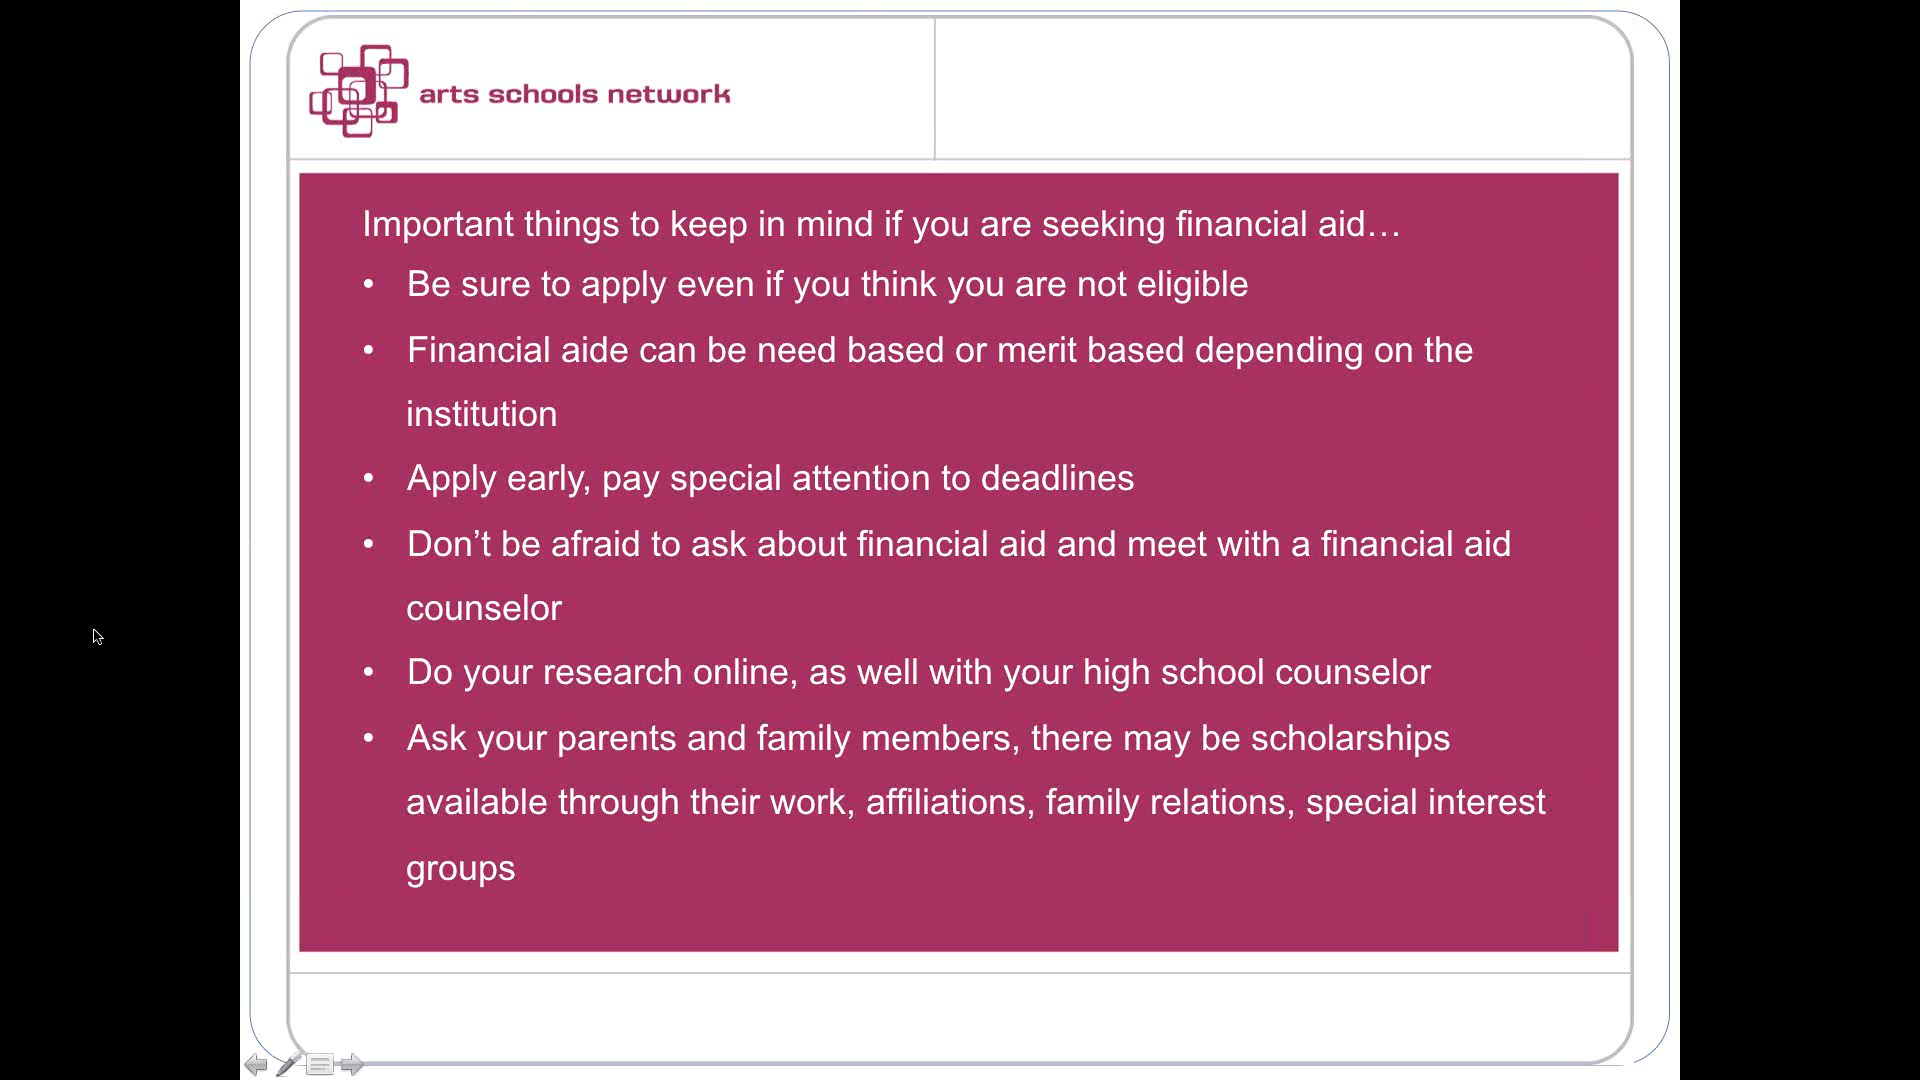 arts schools network
Important things to keep in mind if you are seeking financial aid…
• Be sure to apply even if you think you are not eligible
• Financial aide can be need based or merit based depending on the
institution
• Apply early, pay special attention to deadlines
• Don’t be afraid to ask about financial aid and meet with a financial aid
counselor
• Do your research online, as well with your high school counselor
• Ask your parents and family members, there may be scholarships
available through their work, affiliations, family relations, special interest
groups